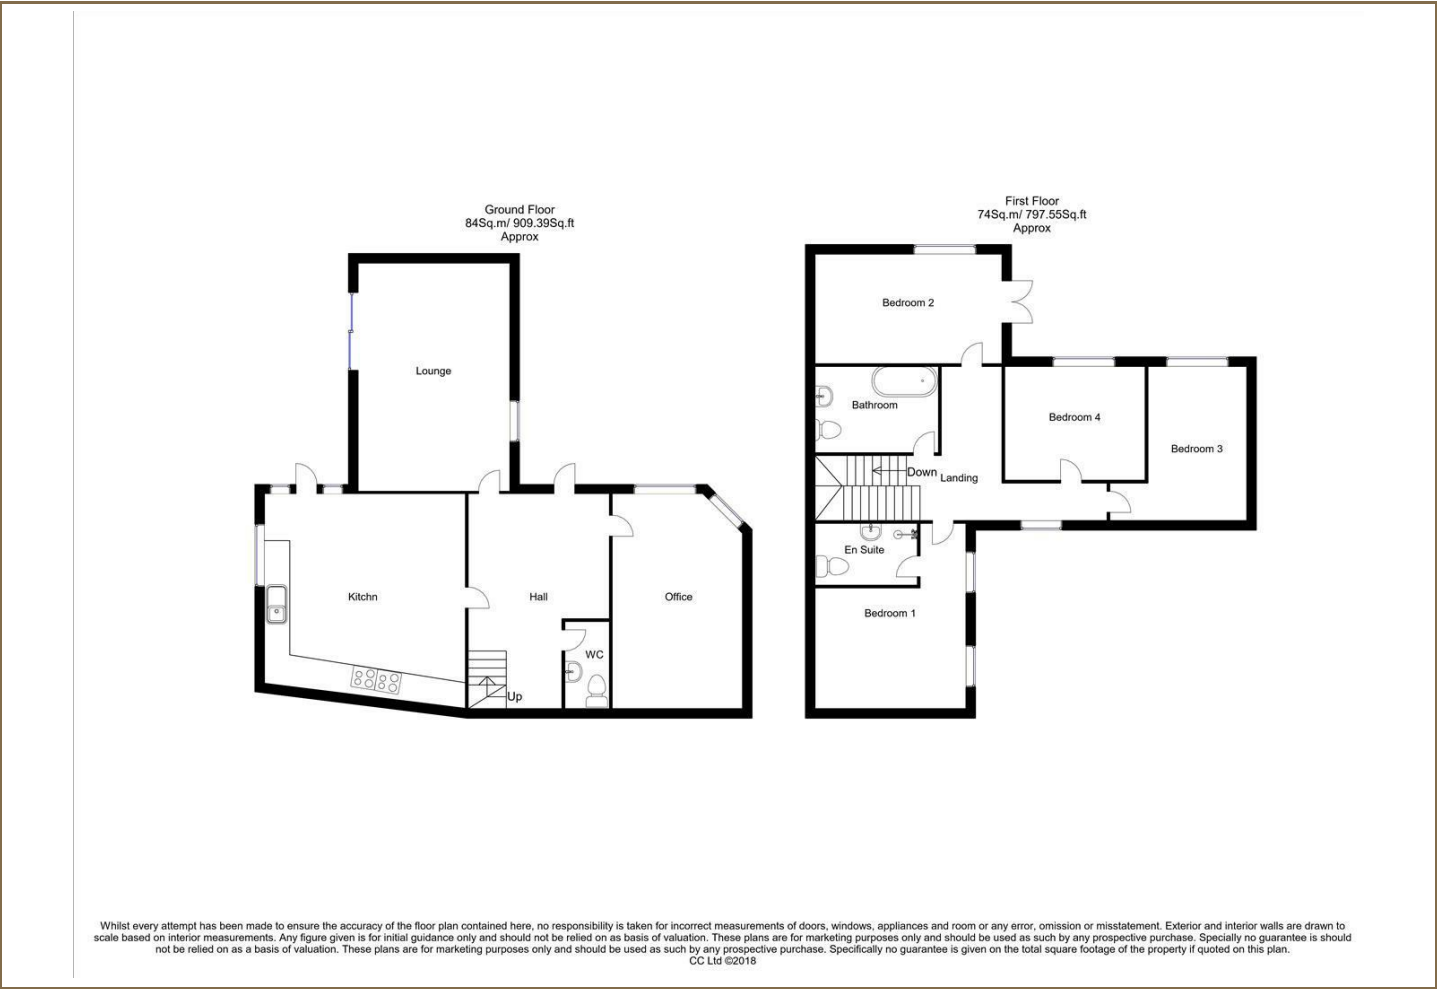 Ground Floor
84Sq.m/ 909.39Sq.ft
Approx
Lounge
Kitchn
Hall
Office
WC
Up
First Floor
74Sq.m/ 797.55Sq.ft
Approx
Bedroom 2
Bathroom
Bedroom 4
Bedroom 3
Down
Landing
En Suite
Bedroom 1
Whilst every attempt has been made to ensure the accuracy of the floor plan contained here, no responsibility is taken for incorrect measurements of doors, windows, appliances and room or any error, omission or misstatement. Exterior and interior walls are drawn to
scale based on interior measurements. Any figure given is for initial guidance only and should not be relied on as basis of valuation. These plans are for marketing purposes only and should be used as such by any prospective purchase. Specially no guarantee is should
not be relied on as a basis of valuation. These plans are for marketing purposes only and should be used as such by any prospective purchase. Specifically no guarantee is given on the total square footage of the property if quoted on this plan.
CC Ltd ©2018